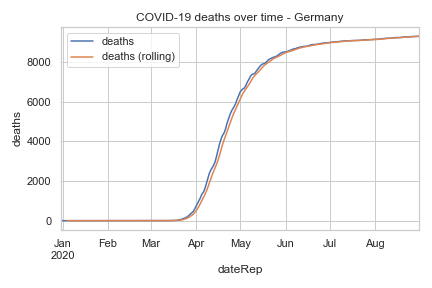 COVID-19 deaths over time - Germany
deaths
deaths (rolling)
8000
6000
4000
2000
0
deaths
Jan Feb Mar Apr May Jun Jul Aug
2020
dateRep